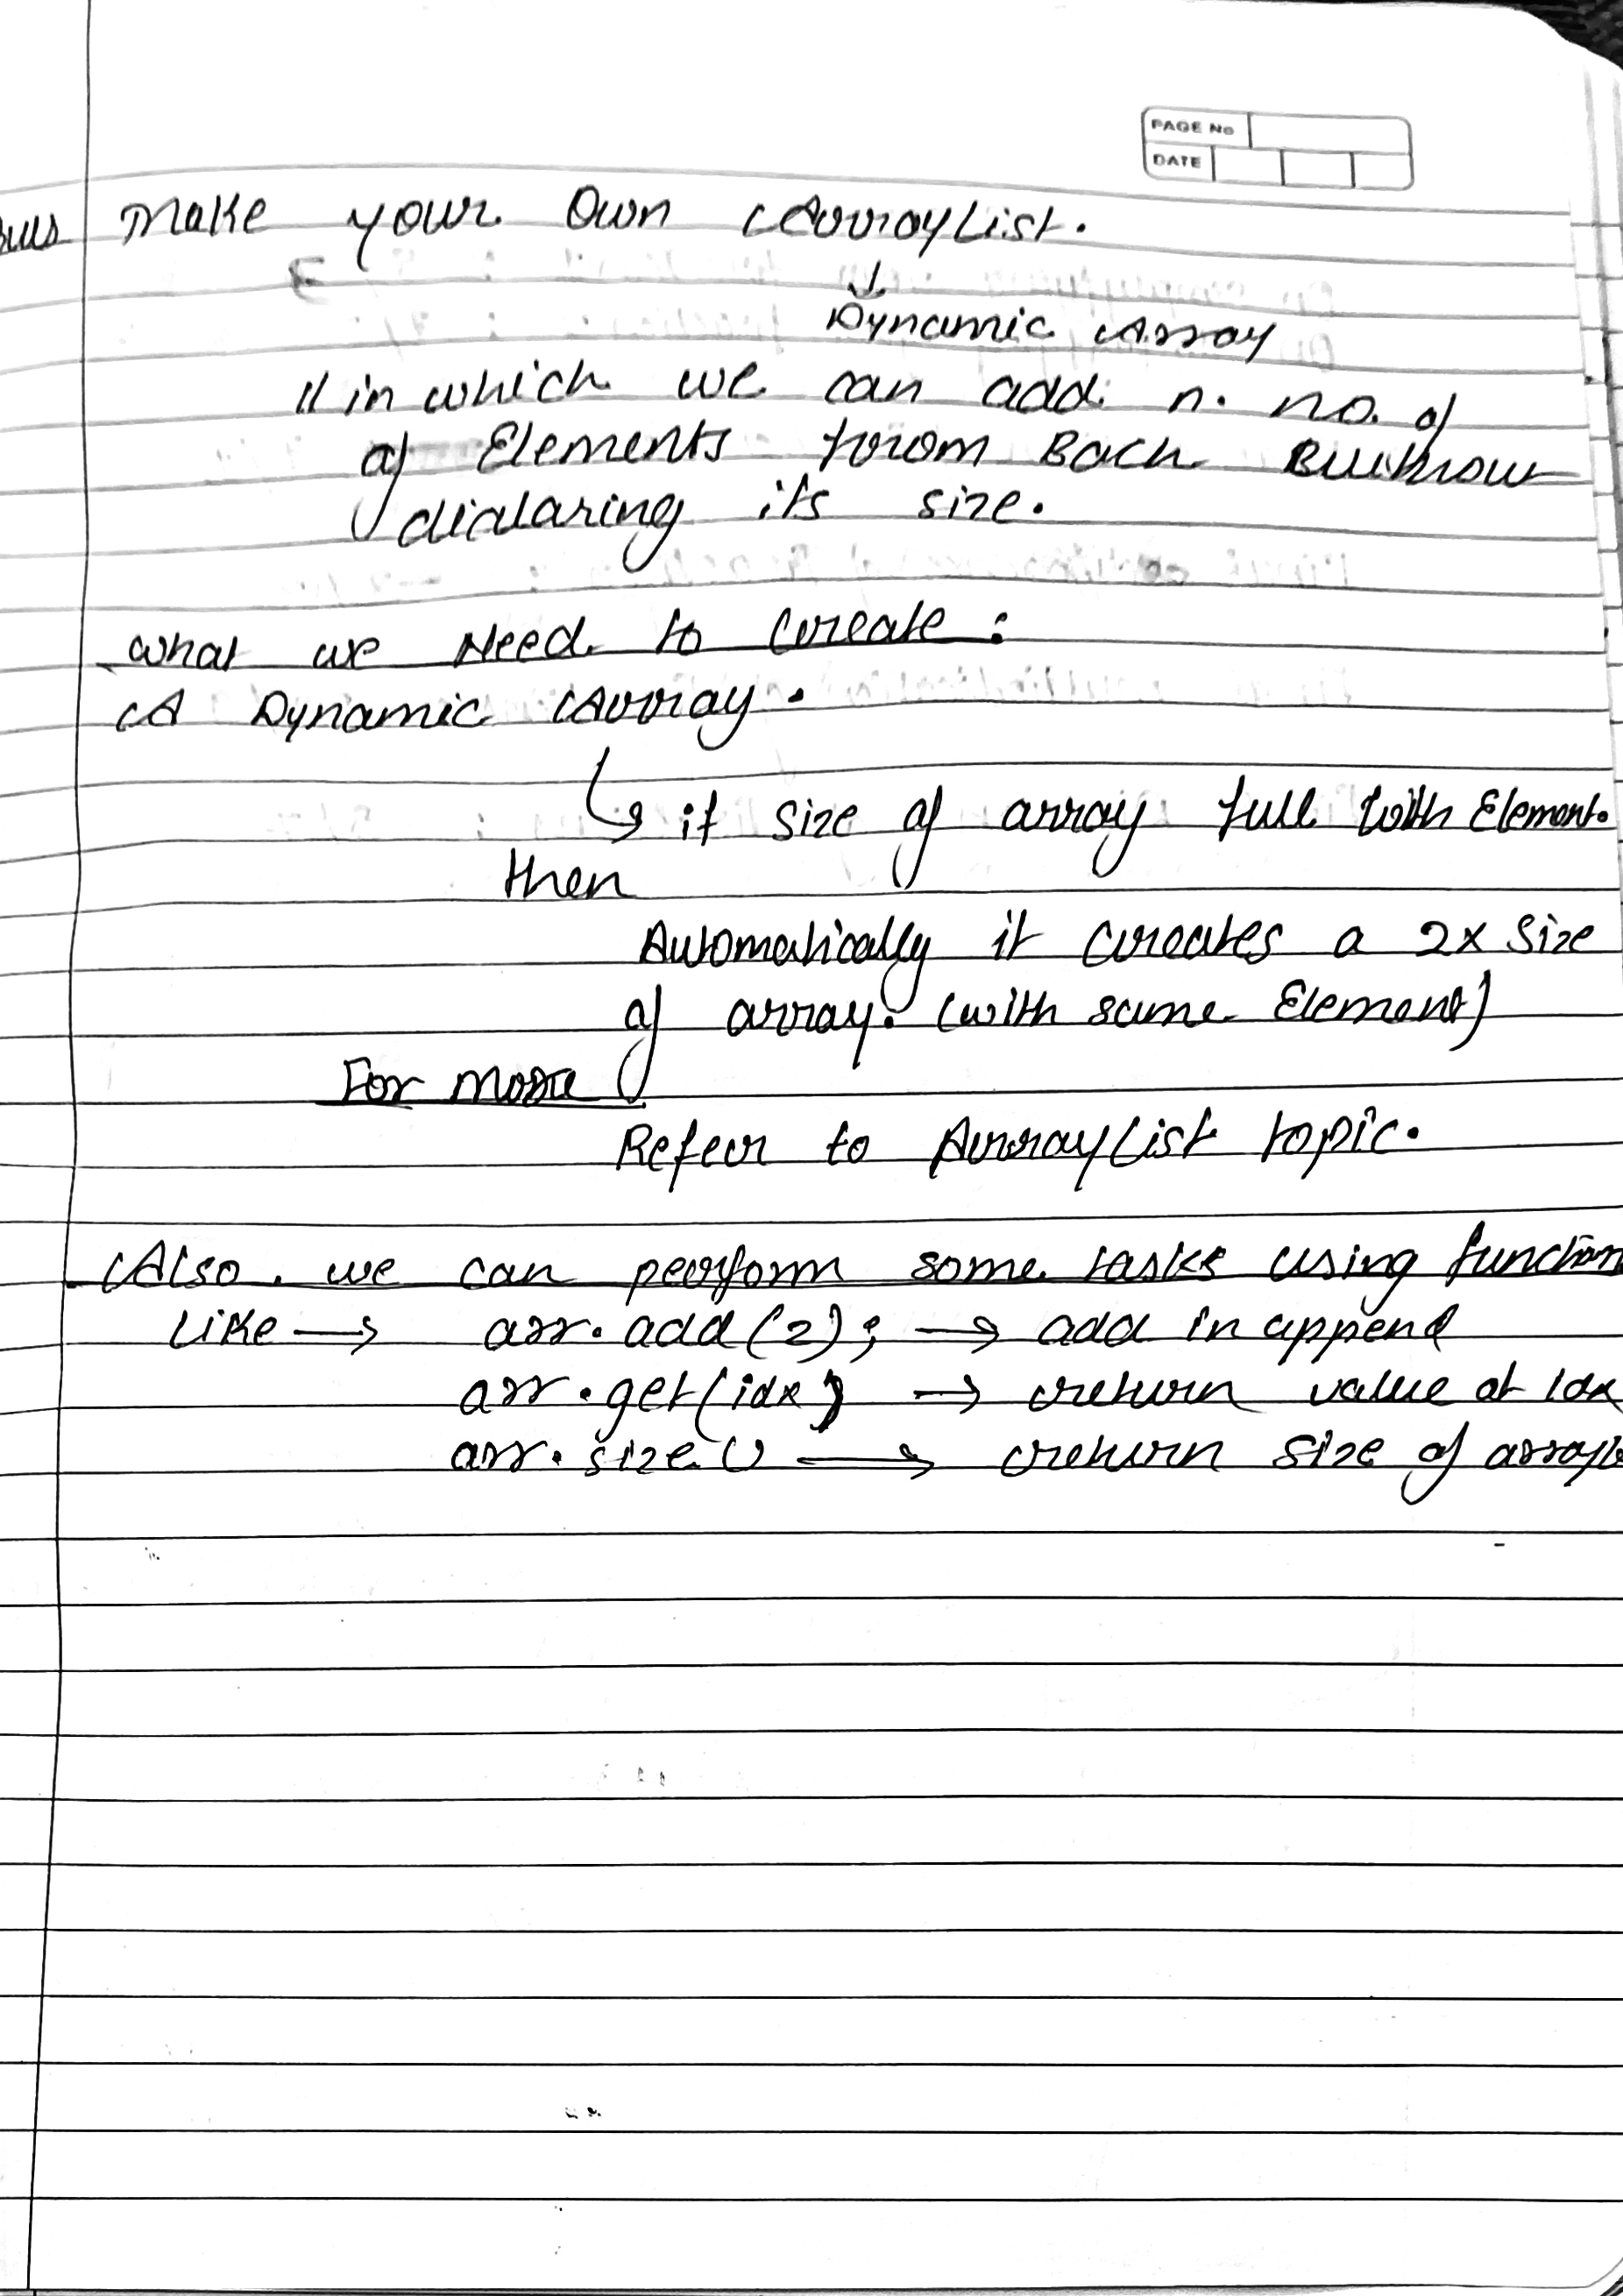 PAGE No
DATE
Make your Own ArrayList.
↓
Dynamic Array
// in which we can add n. no. of
of Elements from Back
dialaring its size.
what we Need to create :
A Dynamic Array.
↳ if size of array full with Element.
then
Automatically it creates a 2x size
of array. (with same Element)
For more
Refer to ArrayList topic.
Also, we can perform some tasks using function
Like → arr.add(2); → add in append
arr.get(idx) → return value at idx
arr.size() → return size of